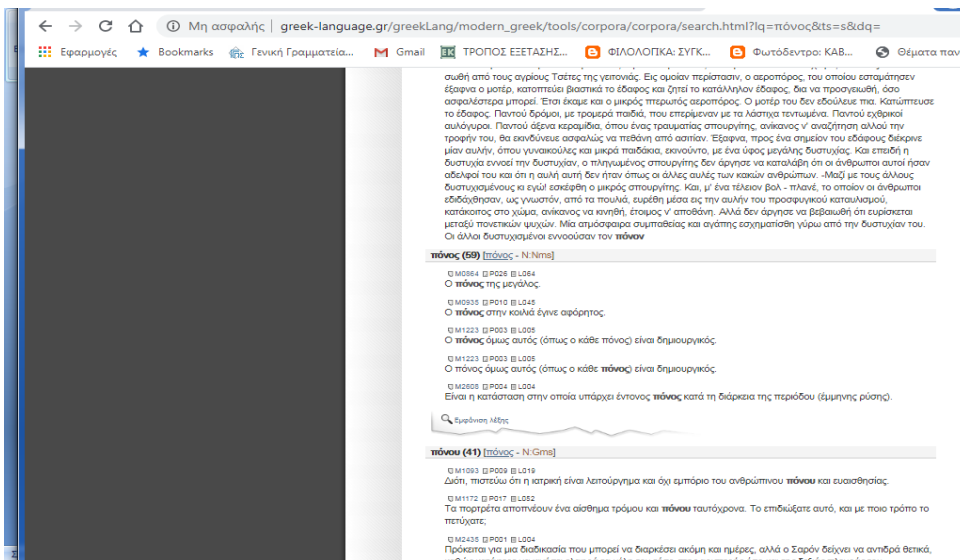 Μη ασφαλής | greek-language.gr/greekLang/modern_greek/tools/corpora/corpora/search.html?lq=πόνος&ts=s&dq=
Εφαρμογές Bookmarks Γενική Γραμματεία... Gmail ΤΡΟΠΟΣ ΕΞΕΤΑΣΗΣ... ΦΙΛΟΛΟΓΙΚΑ: ΣΥΓΚ... Φωτόδεντρο: ΚΑΒ... Θέματα παν
σωθή από τους αγρίους Τσέτες της γειτονιάς. Εις ομοίαν περίστασιν, ο αεροπόρος, του οποίου εσταμάτησεν
έξαφνα ο μοτέρ, κατοπτεύει βιαστικά το έδαφος και ζητεί το κατάλληλον έδαφος, δια να προσγειωθή, όσο
ασφαλέστερα μπορεί. Έτσι έκαμε και ο μικρός πτερωτός αεροπόρος. Ο μοτέρ του δεν εδούλευε πια. Κατώπτευσε
το έδαφος. Παντού δρόμοι, με τρομερά παιδιά, που επερίμεναν με τα λάστιχα τεντωμένα. Παντού εχθρικοί
αυλόγυροι. Παντού άξενα κεραμίδια, όπου ένας τραυματίας σπουργίτης, ανίκανος ν' αναζήτηση αλλού την
τροφήν του, θα εκινδύνευε ασφαλώς να πεθάνη από ασιτίαν. Έξαφνα, προς ένα σημείον του εδάφους διέκρινε
μίαν αυλήν, όπου γυναικούλες και μικρά παιδάκια, εκινούντο, με ένα ύφος μεγάλης δυστυχίας. Και επειδή η
δυστυχία εννοεί την δυστυχίαν, ο πληγωμένος σπουργίτης δεν άργησε να καταλάβη ότι οι άνθρωποι αυτοί ήσαν
αδελφοί του και ότι η αυλή αυτή δεν ήταν όπως οι άλλες αυλές των κακών ανθρώπων. -Μαζί με τους άλλους
δυστυχισμένους κι εγώ! εσκέφθη ο μικρός σπουργίτης. Και, μ' ένα τέλειον βολ - πλανέ, το οποίον οι άνθρωποι
εδιδάχθησαν, ως γνωστόν, από τα πουλιά, ευρέθη μέσα εις την αυλήν του προσφυγικού καταυλισμού,
κατάκοιτος στο χώμα, ανίκανος να κινηθή, έτοιμος ν' αποθάνη. Αλλά δεν άργησε να βεβαιωθή ότι ευρίσκεται
μεταξύ πονετικών ψυχών. Μία ατμόσφαιρα συμπαθείας και αγάπης εσχηματίσθη γύρω από την δυστυχίαν του.
Οι άλλοι δυστυχισμένοι εννοούσαν τον πόνον
πόνος (59) [πόνος - N:Nms]
M0864 P026 L064
Ο πόνος της μεγάλος.
M0938 P010 L045
Ο πόνος στην κοιλιά έγινε αφόρητος.
M1223 P003 L005
Ο πόνος όμως αυτός (όπως ο κάθε πόνος) είναι δημιουργικός.
M1223 P003 L005
Ο πόνος όμως αυτός (όπως ο κάθε πόνος) είναι δημιουργικός.
M2608 P004 L004
Είναι η κατάσταση στην οποία υπάρχει έντονος πόνος κατά τη διάρκεια της περιόδου (έμμηνης ρύσης).
Εμφάνιση λέξης
πόνου (41) [πόνος - N:Gms]
M1093 P009 L019
Διότι, πιστεύω ότι η ιατρική είναι λειτούργημα και όχι εμπόριο του ανθρώπινου πόνου και ευαισθησίας.
M1172 P017 L052
Τα πορτρέτα αποπνέουν ένα αίσθημα τρόμου και πόνου ταυτόχρονα. Το επιδιώξατε αυτό, και με ποιο τρόπο το
πετύχατε;
M2435 P001 L004
Πρόκειται για μια διαδικασία που μπορεί να διαρκέσει ακόμη και ημέρες, αλλά ο Σαρόν δείχνει να αντιδρά θετικά,